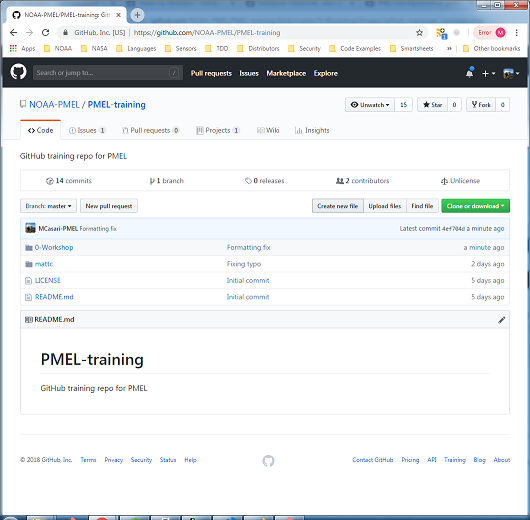 NOAA-PMEL/PMEL-training: Git
GitHub, Inc. [US] | https://github.com/NOAA-PMEL/PMEL-training
Error M
Apps NOAA NASA Languages Sensors TDD Distributors Security Code Examples Smartsheets » Other bookmarks
Search or jump to... / Pull requests Issues Marketplace Explore
NOAA-PMEL / PMEL-training Unwatch 15 Star 0 Fork 0
Code Issues 1 Pull requests 0 Projects 1 Wiki Insights
GitHub training repo for PMEL
14 commits 1 branch 0 releases 2 contributors Unlicense
Branch: master New pull request Create new file Upload files Find file Clone or download
MCasari-PMEL Formatting fix Latest commit 4ef704d a minute ago
0-Workshop Formatting fix a minute ago
mattc Fixing typo 2 days ago
LICENSE Initial commit 5 days ago
README.md Initial commit 5 days ago
README.md
PMEL-training
GitHub training repo for PMEL
© 2018 GitHub, Inc. Terms Privacy Security Status Help Contact GitHub Pricing API Training Blog About